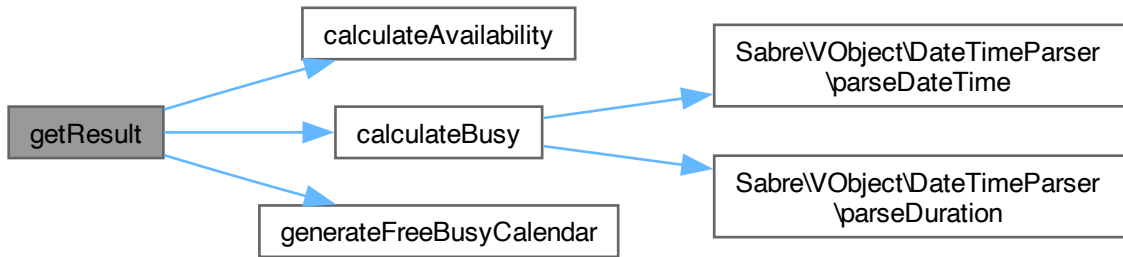 getResult
calculateAvailability
calculateBusy
generateFreeBusyCalendar
Sabre\VObject\DateTimeParser
\parseDateTime
Sabre\VObject\DateTimeParser
\parseDuration